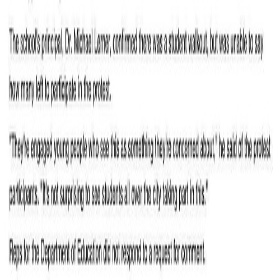 The school's principal, Dr. Michael Lerner, confirmed there was a student walkout, but was unable to say
how many left to participate in the protest.
"They're engaged young people who see this as something they're concerned about," he said of the protest
participants. "It's not surprising to see students all over the city taking part in this."
Reps for the Department of Education did not respond to a request for comment.